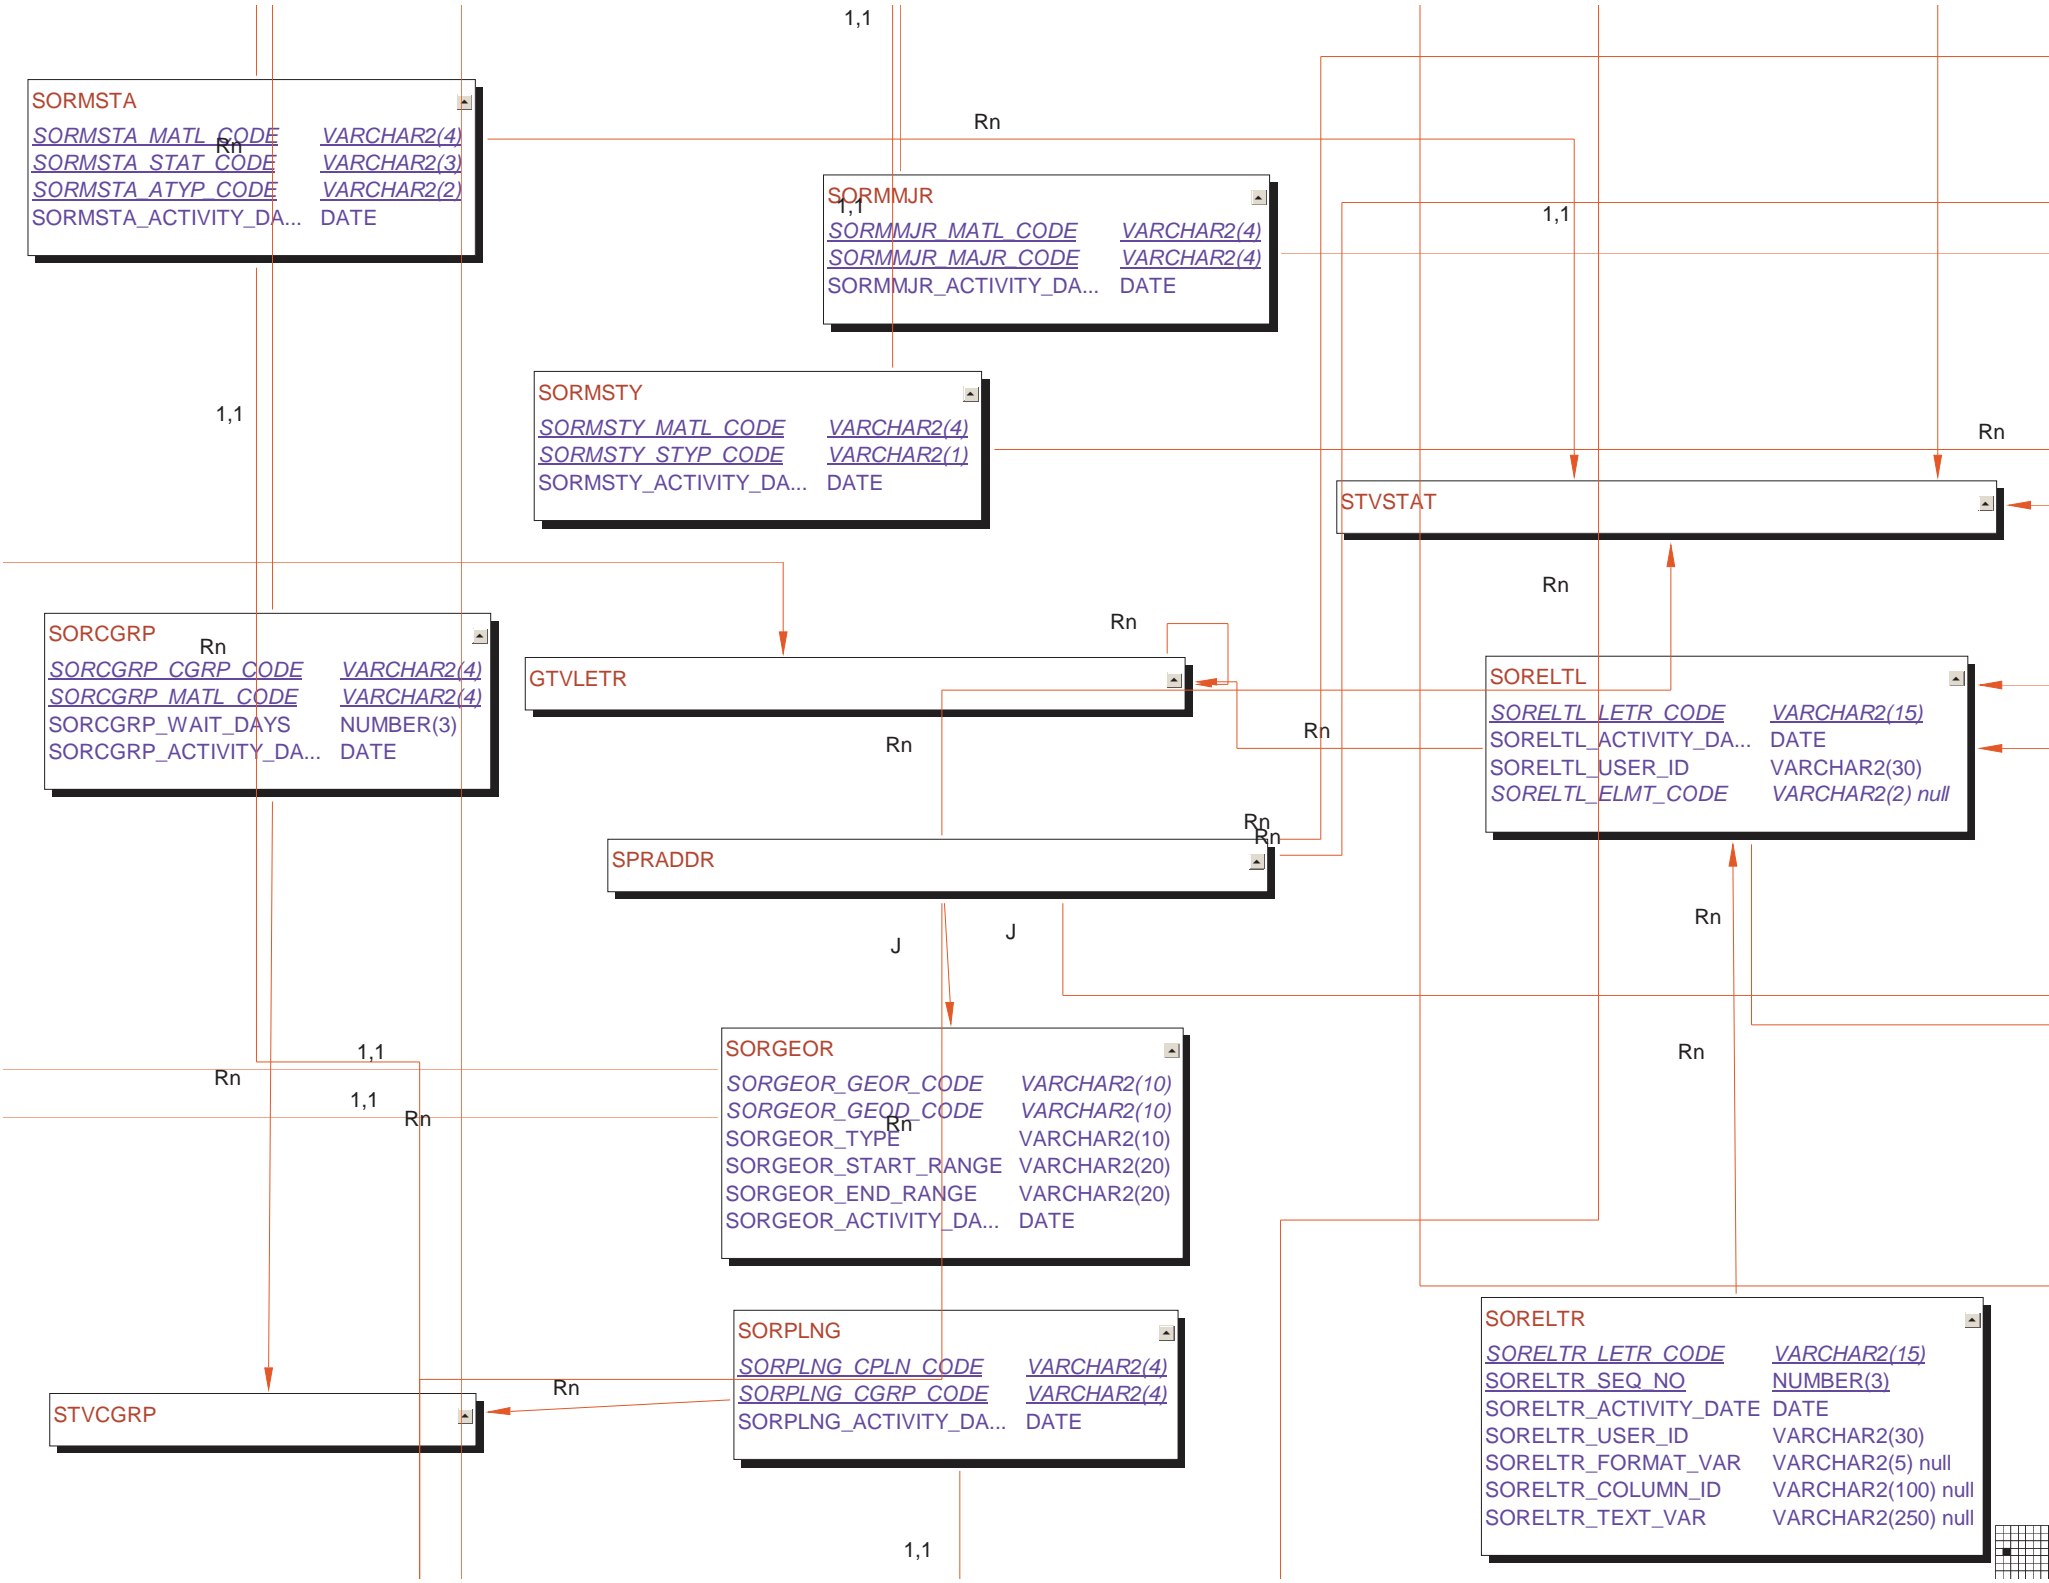 1,1
SORMSTA
SORMSTA_MATL_CODE VARCHAR2(4)
Rn
SORMSTA_STAT_CODE VARCHAR2(3)
SORMSTA_ATYP_CODE VARCHAR2(2)
SORMSTA_ACTIVITY_DA... DATE
Rn
SORMMJR
1,1
SORMMJR_MATL_CODE VARCHAR2(4)
SORMMJR_MAJR_CODE VARCHAR2(4)
SORMMJR_ACTIVITY_DA... DATE
1,1
1,1
SORMSTY
SORMSTY_MATL_CODE VARCHAR2(4)
SORMSTY_STYP_CODE VARCHAR2(1)
SORMSTY_ACTIVITY_DA... DATE
Rn
STVSTAT
Rn
SORCGRP
Rn
SORCGRP_CGRP_CODE VARCHAR2(4)
SORCGRP_MATL_CODE VARCHAR2(4)
SORCGRP_WAIT_DAYS NUMBER(3)
SORCGRP_ACTIVITY_DA... DATE
Rn
GTVLETR
Rn
Rn
SORELTL
SORELTL_LETR_CODE VARCHAR2(15)
SORELTL_ACTIVITY_DA... DATE
SORELTL_USER_ID VARCHAR2(30)
SORELTL_ELMT_CODE VARCHAR2(2) null
Rn
Rn
SPRADDR
J
J
Rn
1,1
Rn
1,1
Rn
SORGEOR
SORGEOR_GEOR_CODE VARCHAR2(10)
SORGEOR_GEOD_CODE VARCHAR2(10)
Rn
SORGEOR_TYPE VARCHAR2(10)
SORGEOR_START_RANGE VARCHAR2(20)
SORGEOR_END_RANGE VARCHAR2(20)
SORGEOR_ACTIVITY_DA... DATE
Rn
SORPLNG
SORPLNG_CPLN_CODE VARCHAR2(4)
SORPLNG_CGRP_CODE VARCHAR2(4)
SORPLNG_ACTIVITY_DA... DATE
Rn
STVCGRP
SORELTR
SORELTR_LETR_CODE VARCHAR2(15)
SORELTR_SEQ_NO NUMBER(3)
SORELTR_ACTIVITY_DATE DATE
SORELTR_USER_ID VARCHAR2(30)
SORELTR_FORMAT_VAR VARCHAR2(5) null
SORELTR_COLUMN_ID VARCHAR2(100) null
SORELTR_TEXT_VAR VARCHAR2(250) null
1,1